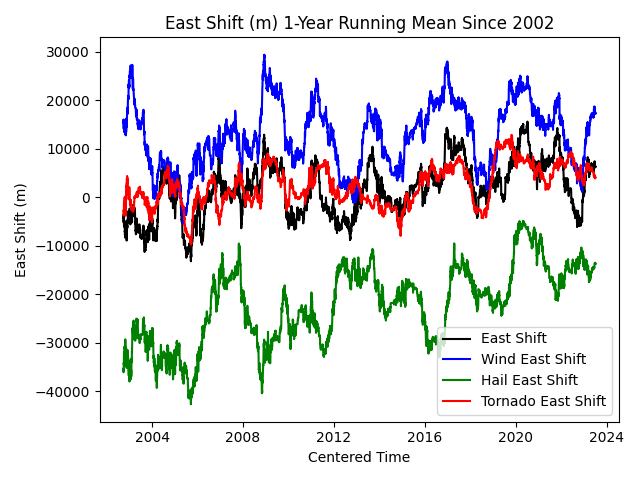 East Shift (m) 1-Year Running Mean Since 2002
30000
20000
10000
0
−10000
−20000
−30000
−40000
East Shift (m)
East Shift
Wind East Shift
Hail East Shift
Tornado East Shift
2004 2008 2012 2016 2020 2024
Centered Time